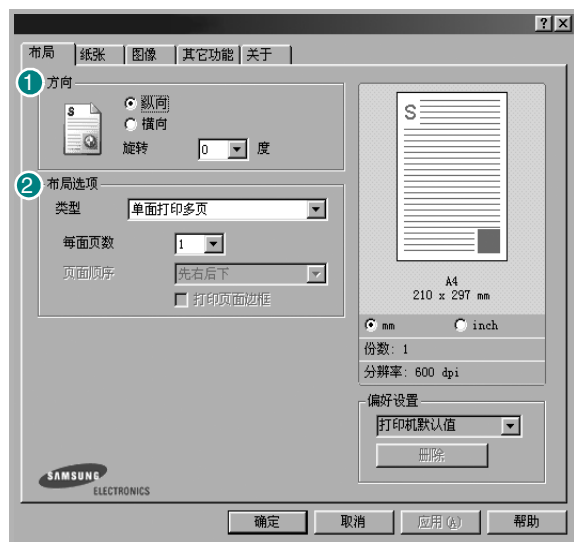 ? X
布局 纸张 图像 其它功能 关于
1 方向
S
纵向
横向
旋转 0 度
2 布局选项
类型 单面打印多页
每面页数 1
页面顺序 先右后下
打印页面边框
S
A4
210 x 297 mm
mm inch
份数: 1
分辨率: 600 dpi
偏好设置
打印机默认值
删除
SAMSUNG
ELECTRONICS
确定 取消 应用(A) 帮助